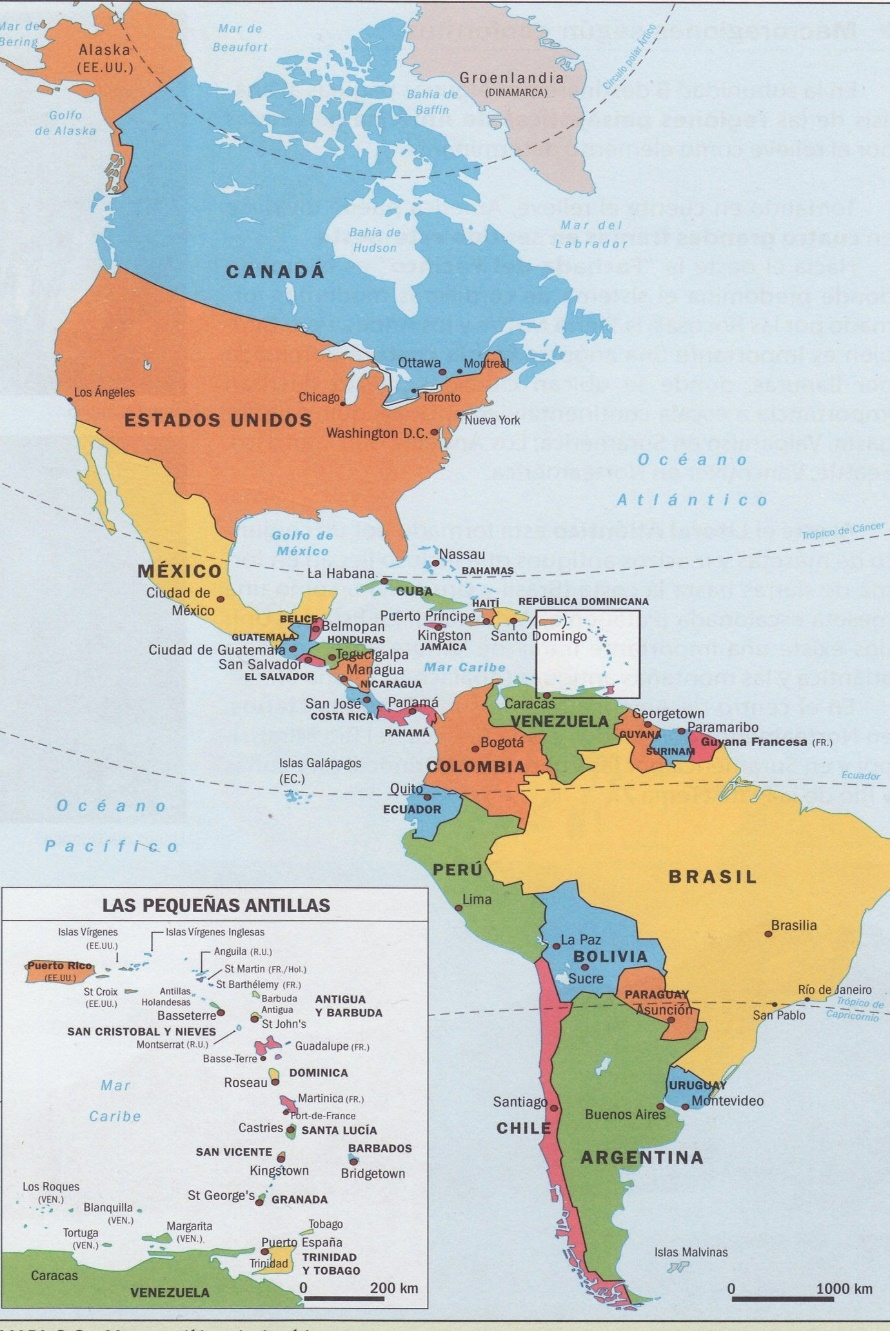 Mar de
Bering
Alaska
(EE.UU.)
Mar de
Beaufort
Groenlandia
(DINAMARCA)
Círculo polar Ártico
Golfo
de Alaska
Bahía de
Baffin
Bahía de
Hudson
Mar del
Labrador
CANADÁ
Ottawa
Montreal
Toronto
Los Ángeles
Chicago
Nueva York
ESTADOS UNIDOS
Washington D.C.
Océano
Atlántico
Trópico de Cáncer
Golfo de
México
Nassau
BAHAMAS
MÉXICO
La Habana
CUBA
Ciudad de
México
HAITÍ
REPÚBLICA DOMINICANA
Puerto Príncipe
BELICE
Belmopan
Kingston
JAMAICA
Santo Domingo
GUATEMALA
HONDURAS
Ciudad de Guatemala
Tegucigalpa
San Salvador
EL SALVADOR
Managua
NICARAGUA
Mar Caribe
San José
COSTA RICA
Panamá
PANAMÁ
Caracas
VENEZUELA
Georgetown
Paramaribo
GUYANA
SURINAM
Guyana Francesa (FR.)
Bogotá
COLOMBIA
Islas Galápagos
(EC.)
Quito
ECUADOR
Ecuador
Océano
Pacífico
PERÚ
Lima
BRASIL
Brasilia
La Paz
BOLIVIA
Sucre
PARAGUAY
Asunción
Río de Janeiro
San Pablo
Trópico de
Capricornio
URUGUAY
Montevideo
Santiago
CHILE
Buenos Aires
ARGENTINA
Islas Malvinas
0 1000 km
LAS PEQUEÑAS ANTILLAS
Islas Vírgenes
(EE.UU.)
Islas Vírgenes Inglesas
Puerto Rico
(EE.UU.)
Anguila (R.U.)
St Martin (FR./Hol.)
St Barthélemy (FR.)
St Croix
(EE.UU.)
Antillas
Holandesas
Barbuda
Antigua
ANTIGUA
Y BARBUDA
Basseterre
St John's
SAN CRISTOBAL Y NIEVES
Montserrat (R.U.)
Guadalupe (FR.)
Basse-Terre
DOMINICA
Roseau
Mar
Caribe
Martinica (FR.)
Port-de-France
Castries
SANTA LUCÍA
SAN VICENTE
Kingstown
BARBADOS
Bridgetown
St George's
GRANADA
Los Roques
(VEN.)
Blanquilla
(VEN.)
Tortuga
(VEN.)
Margarita
(VEN.)
Tobago
Puerto España
Trinidad
TRINIDAD
Y TOBAGO
Caracas
VENEZUELA
0 200 km